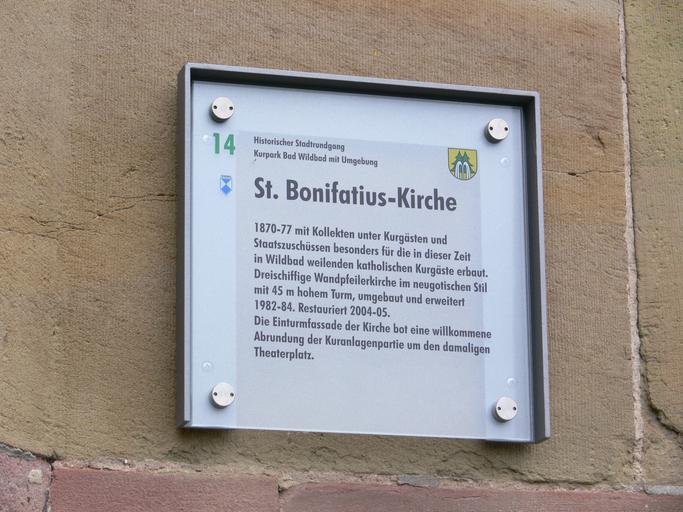 14
Historischer Stadtrundgang
Kurpark Bad Wildbad mit Umgebung
St. Bonifatius-Kirche
1870-77 mit Kollekten unter Kurgästen und
Staatszuschüssen besonders für die in dieser Zeit
in Wildbad weilenden katholischen Kurgäste erbaut.
Dreischiffige Wandpfeilerkirche im neugotischen Stil
mit 45 m hohem Turm, umgebaut und erweitert
1982-84. Restauriert 2004-05.
Die Einturmfassade der Kirche bot eine willkommene
Abrundung der Kuranlagenpartie um den damaligen
Theaterplatz.